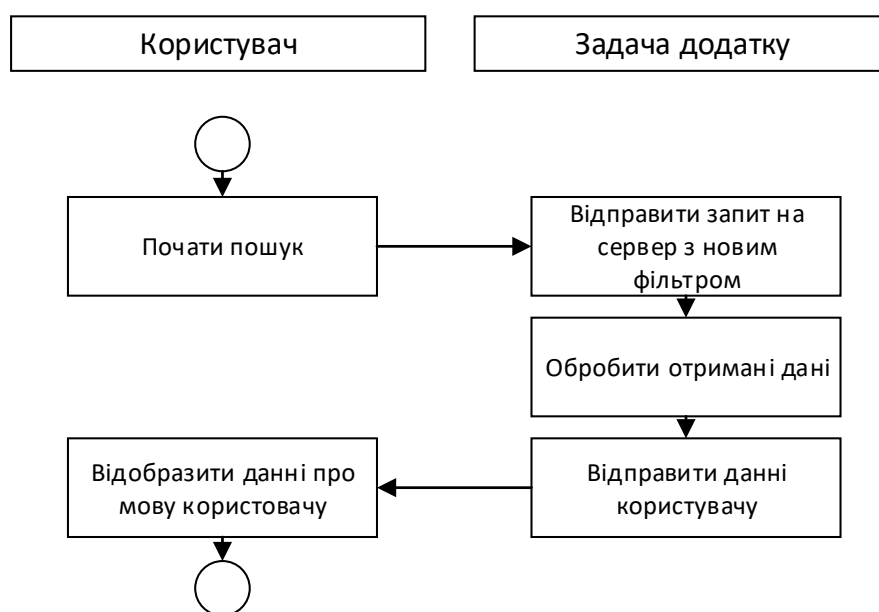 Користувач
Задача додатку
Почати пошук
Відправити запит на
сервер з новим
фільтром
Обробити отримані дані
Відправити данні
користувачу
Відобразити данні про
мову користовачу